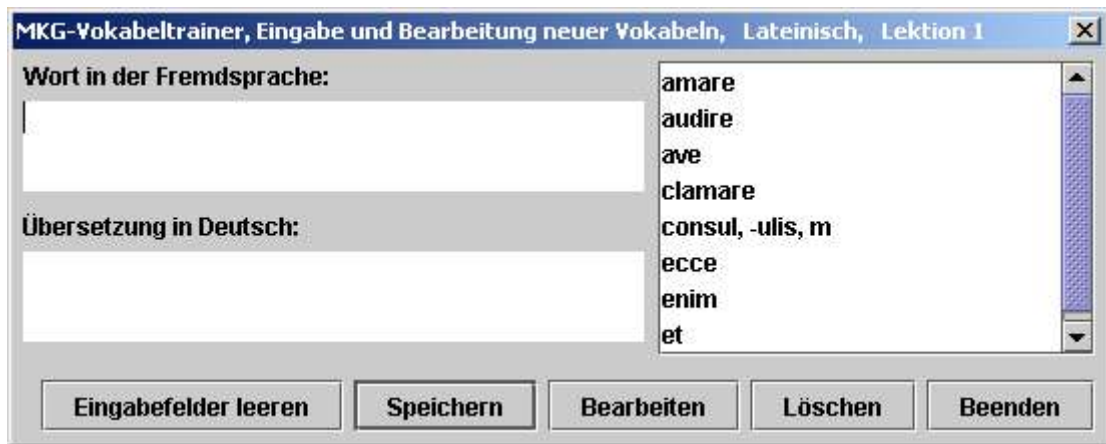 MKG-Vokabeltrainer, Eingabe und Bearbeitung neuer Vokabeln, Lateinisch, Lektion 1
Wort in der Fremdsprache:
Übersetzung in Deutsch:
amare
audire
ave
clamare
consul, -ulis, m
ecce
enim
et
Eingabefelder leeren Speichern Bearbeiten Löschen Beenden